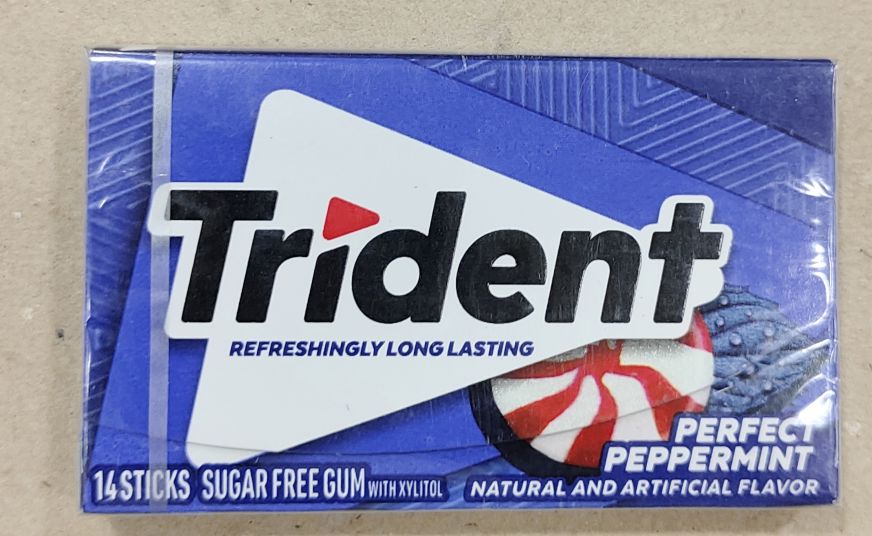 Trident
REFRESHINGLY LONG LASTING
PERFECT
PEPPERMINT
14 STICKS SUGAR FREE GUM WITH XYLITOL
NATURAL AND ARTIFICIAL FLAVOR